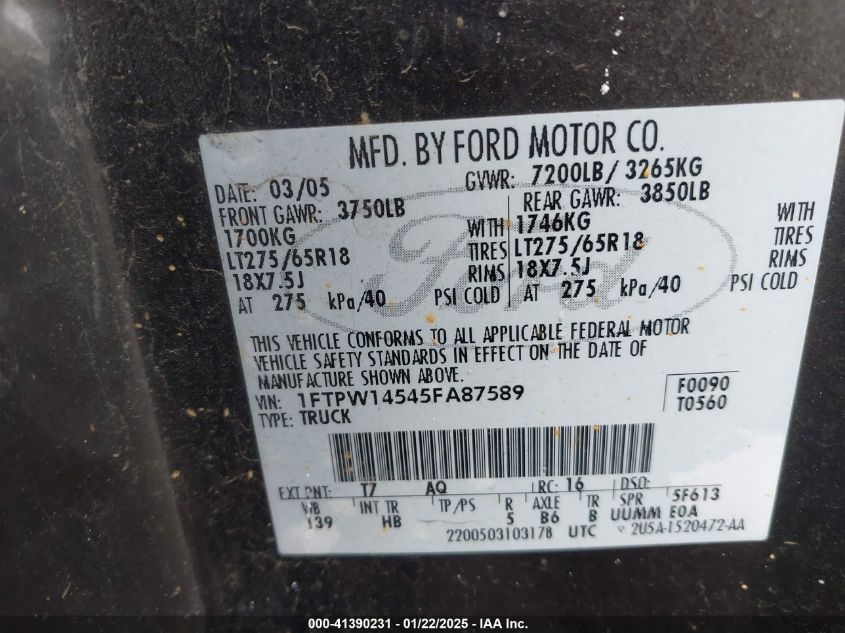 MFD. BY FORD MOTOR CO.
DATE: 03/05 GVWR: 7200LB / 3265KG
FRONT GAWR: 3750LB REAR GAWR: 3850LB
1700KG WITH 1746KG WITH
LT275/65R18 TIRES LT275/65R18 TIRES
18X7.5J RIMS 18X7.5J RIMS
AT 275 kPa/40 PSI COLD AT 275 kPa/40 PSI COLD
Ford
THIS VEHICLE CONFORMS TO ALL APPLICABLE FEDERAL MOTOR
VEHICLE SAFETY STANDARDS IN EFFECT ON THE DATE OF
MANUFACTURE SHOWN ABOVE.
VIN: 1FTPW14545FA87589 F0090
TYPE: TRUCK T0560
EXT PNT: T7 AQ RC: 16 DSO:
WB INT TR TP/PS R AXLE TR SPR 5F613
139 HB 5 B6 B UUMM E0A
2200503103178 UTC 2U5A-1520472-AA
000-41390231 - 01/22/2025 - IAA Inc.